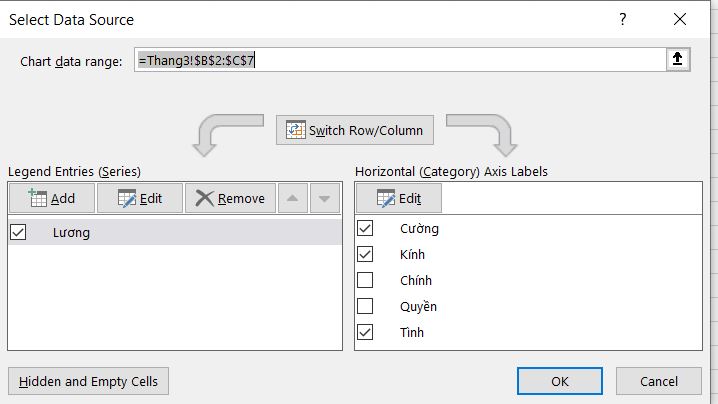 Select Data Source
?
Chart data range: =Thang3!$B$2:$C$7
Switch Row/Column
Legend Entries (Series)
Add Edit Remove
Lương
Horizontal (Category) Axis Labels
Edit
Cường
Kính
Chính
Quyền
Tình
Hidden and Empty Cells
OK
Cancel